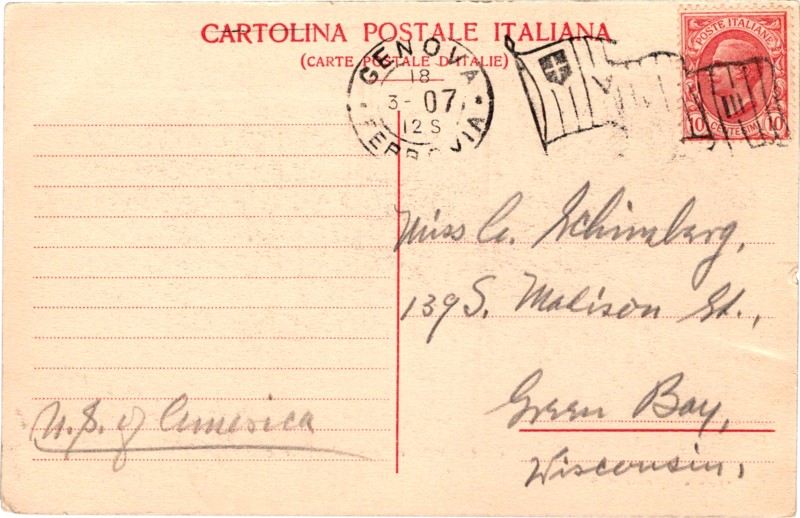 CARTOLINA POSTALE ITALIANA
(CARTE POSTALE D'ITALIE)
POSTE ITALIANE
10 CENTESIMI 10
GENOVA
18
3- 07.
12 S
FERROVIA
Miss C. Schimberg,
139 S. Madison St.,
Green Bay,
Wisconsin.
U.S. of America